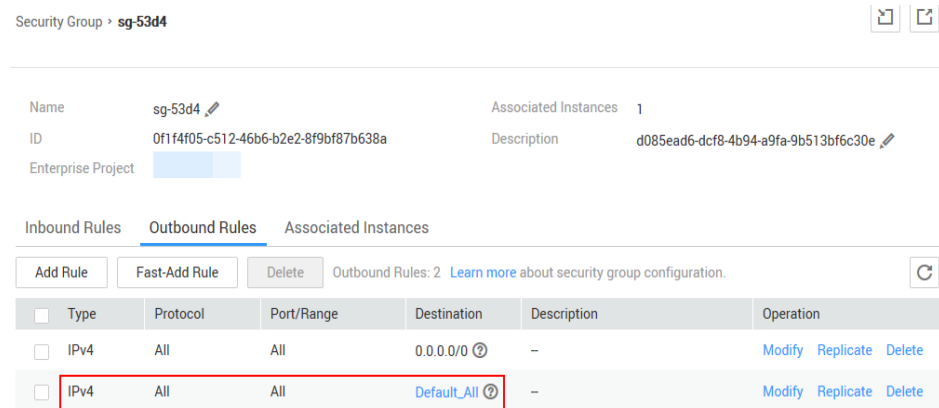 Security Group > sg-53d4
Name sg-53d4 Associated Instances 1
ID 0f1f4f05-c512-46b6-b2e2-8f9bf87b638a Description d085ead6-dcf8-4b94-a9fa-9b513bf6c30e
Enterprise Project
Inbound Rules Outbound Rules Associated Instances
Add Rule Fast-Add Rule Delete Outbound Rules: 2 Learn more about security group configuration.
Type Protocol Port/Range Destination Description Operation
IPv4 All All 0.0.0.0/0 ? -- Modify Replicate Delete
IPv4 All All Default_All ? -- Modify Replicate Delete